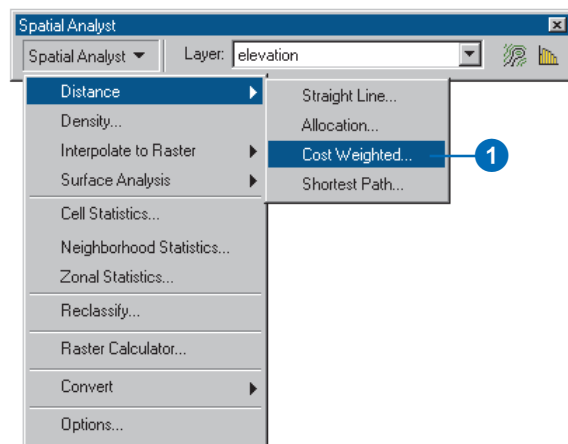 Spatial Analyst
Spatial Analyst Layer: elevation
Distance
Density...
Interpolate to Raster
Surface Analysis
Cell Statistics...
Neighborhood Statistics...
Zonal Statistics...
Reclassify...
Raster Calculator...
Convert
Options...
Straight Line...
Allocation...
Cost Weighted...
Shortest Path...
1